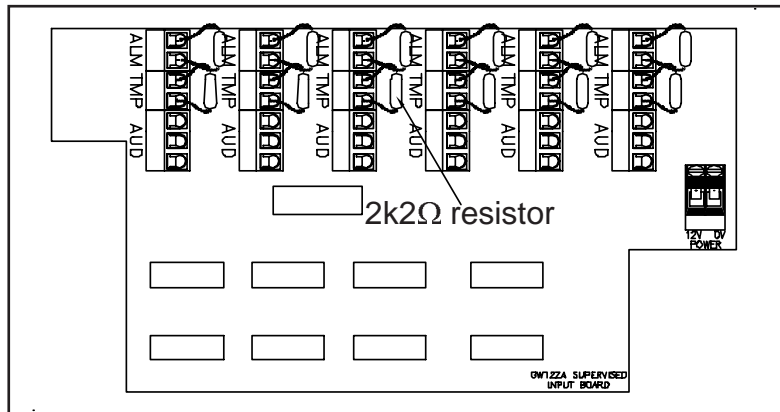 ALM TMP AUD
ALM TMP AUD
ALM TMP AUD
ALM TMP AUD
ALM TMP AUD
ALM TMP AUD
2k2Ω resistor
12V 0V
POWER
GW122A SUPERVISED
INPUT BOARD